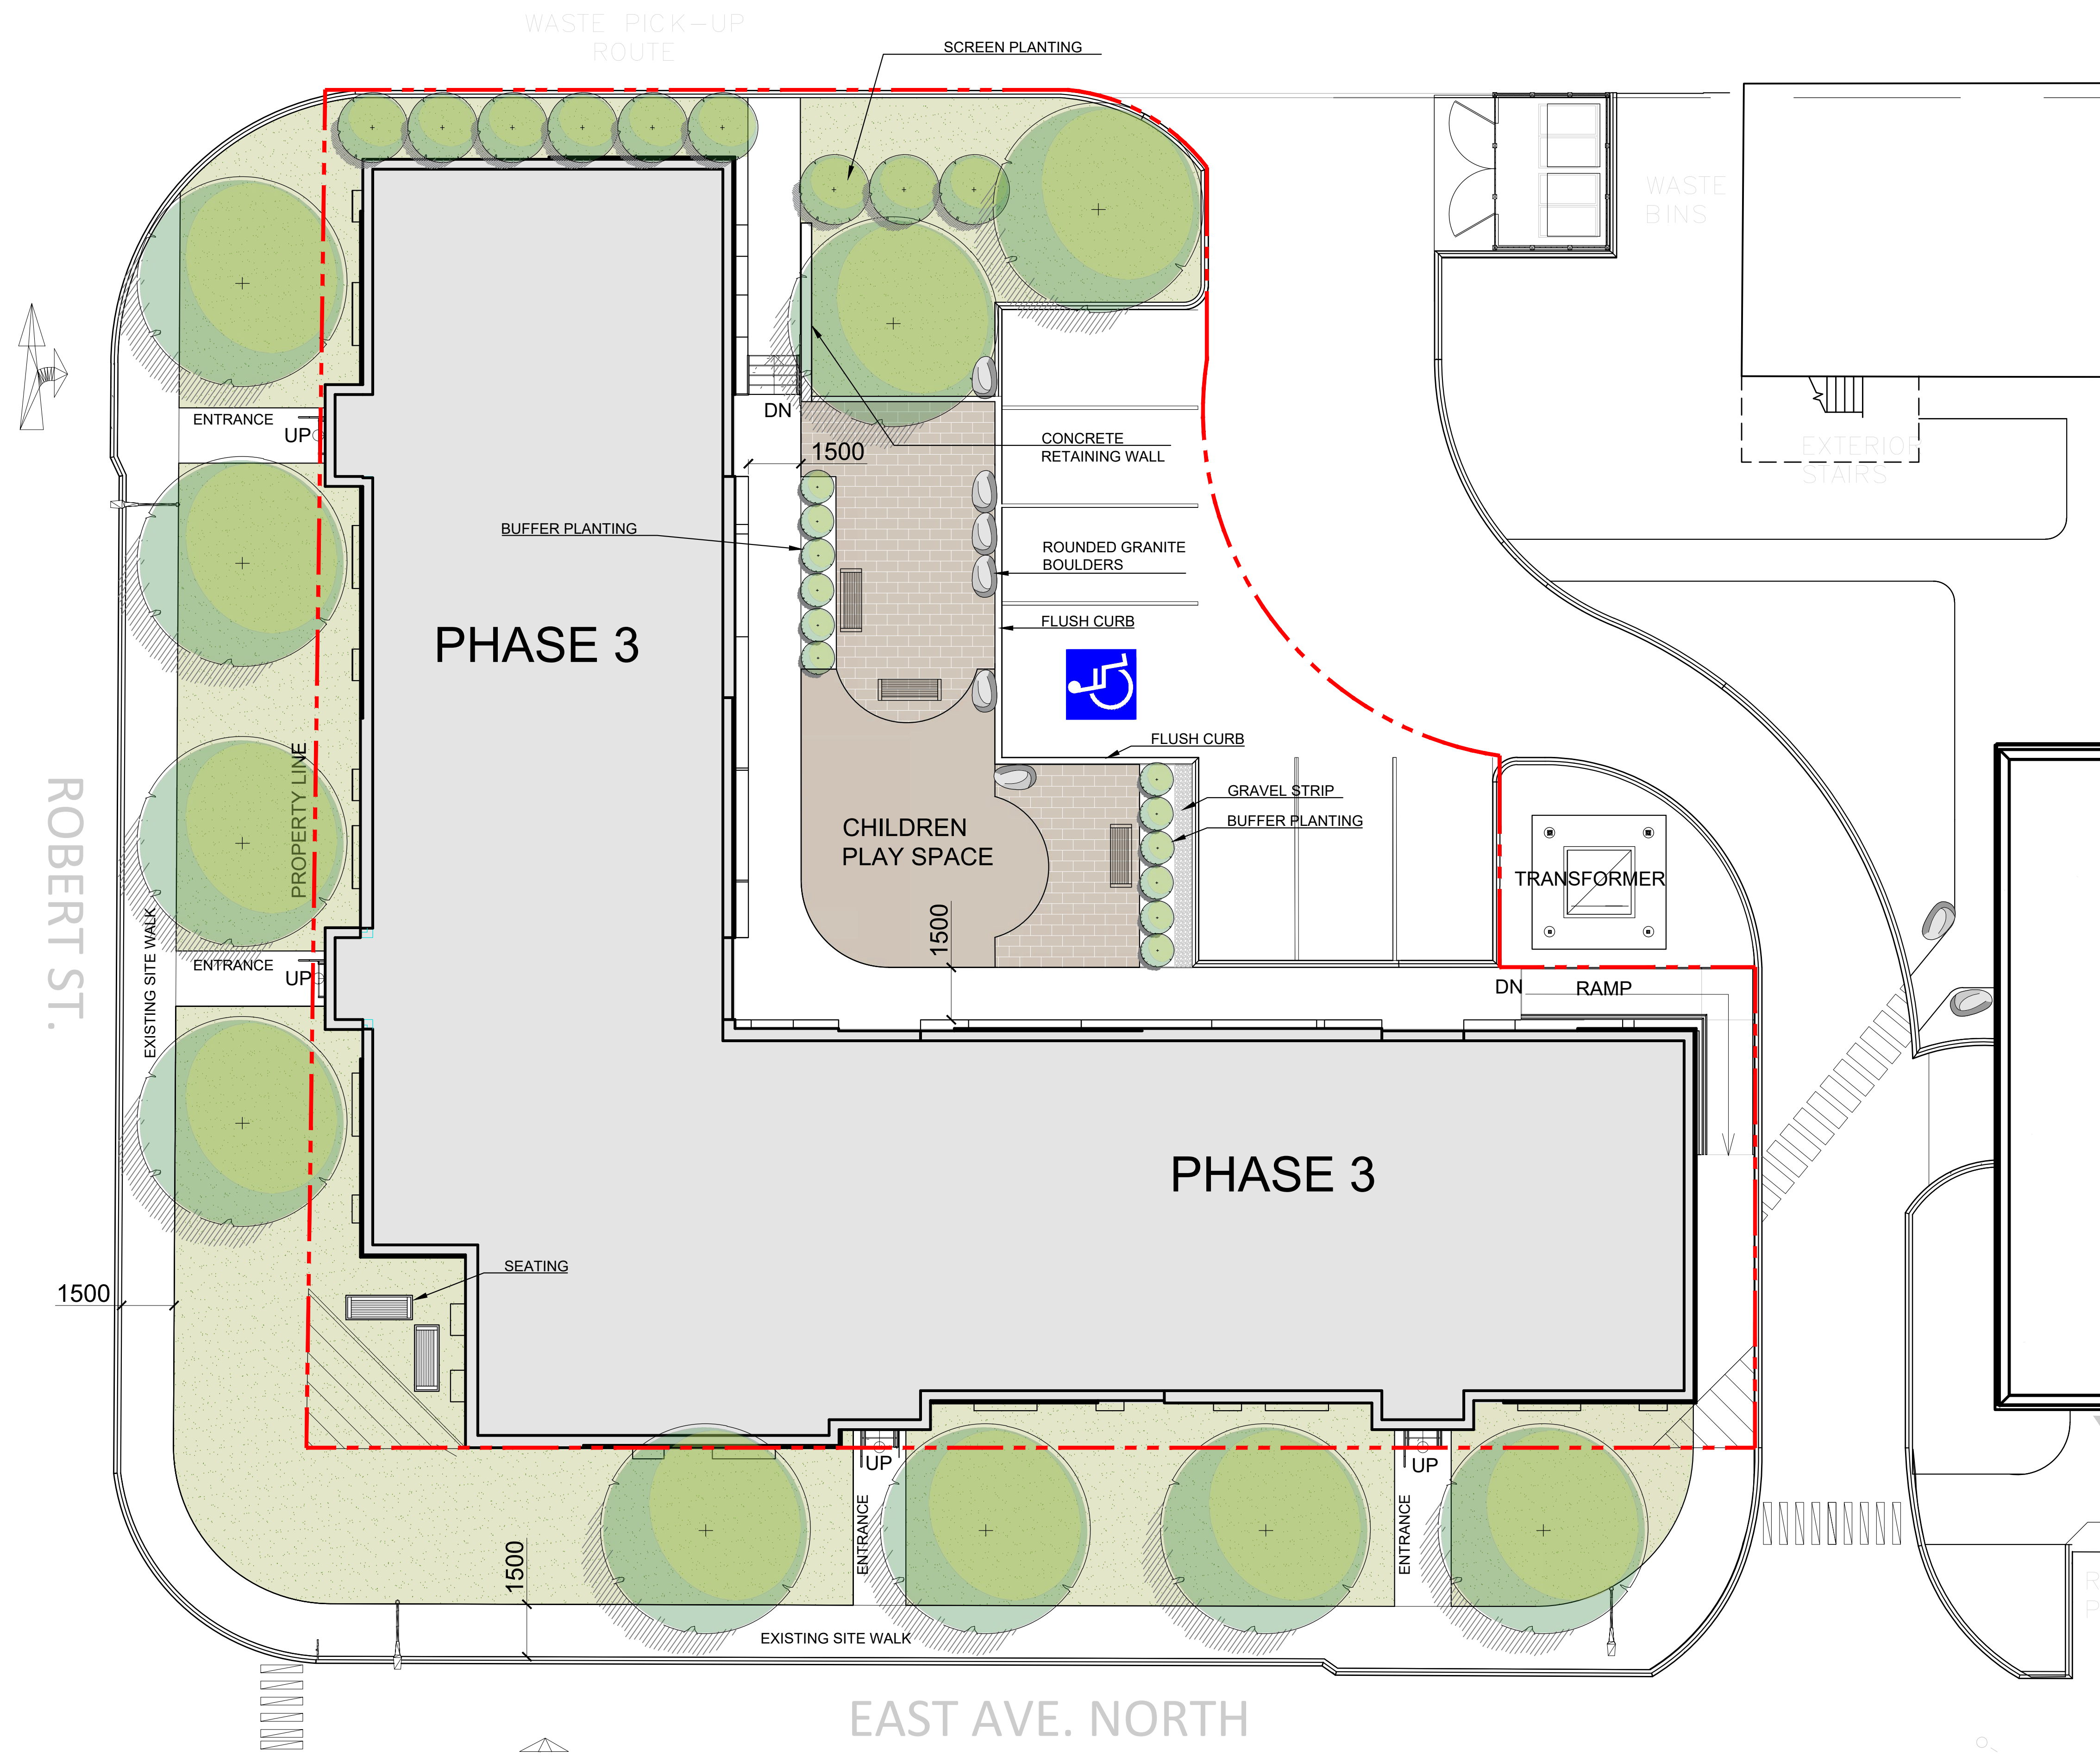 WASTE PICK-UP
ROUTE
SCREEN PLANTING
WASTE
BINS
ENTRANCE
UP
DN
1500
CONCRETE
RETAINING WALL
EXTERIOR
STAIRS
BUFFER PLANTING
ROUNDED GRANITE
BOULDERS
FLUSH CURB
PHASE 3
FLUSH CURB
GRAVEL STRIP
BUFFER PLANTING
CHILDREN
PLAY SPACE
TRANSFORMER
PROPERTY LINE
ROBERT ST.
EXISTING SITE WALK
1500
ENTRANCE
UP
DN
RAMP
PHASE 3
SEATING
1500
UP
UP
ENTRANCE
ENTRANCE
1500
EXISTING SITE WALK
EAST AVE. NORTH